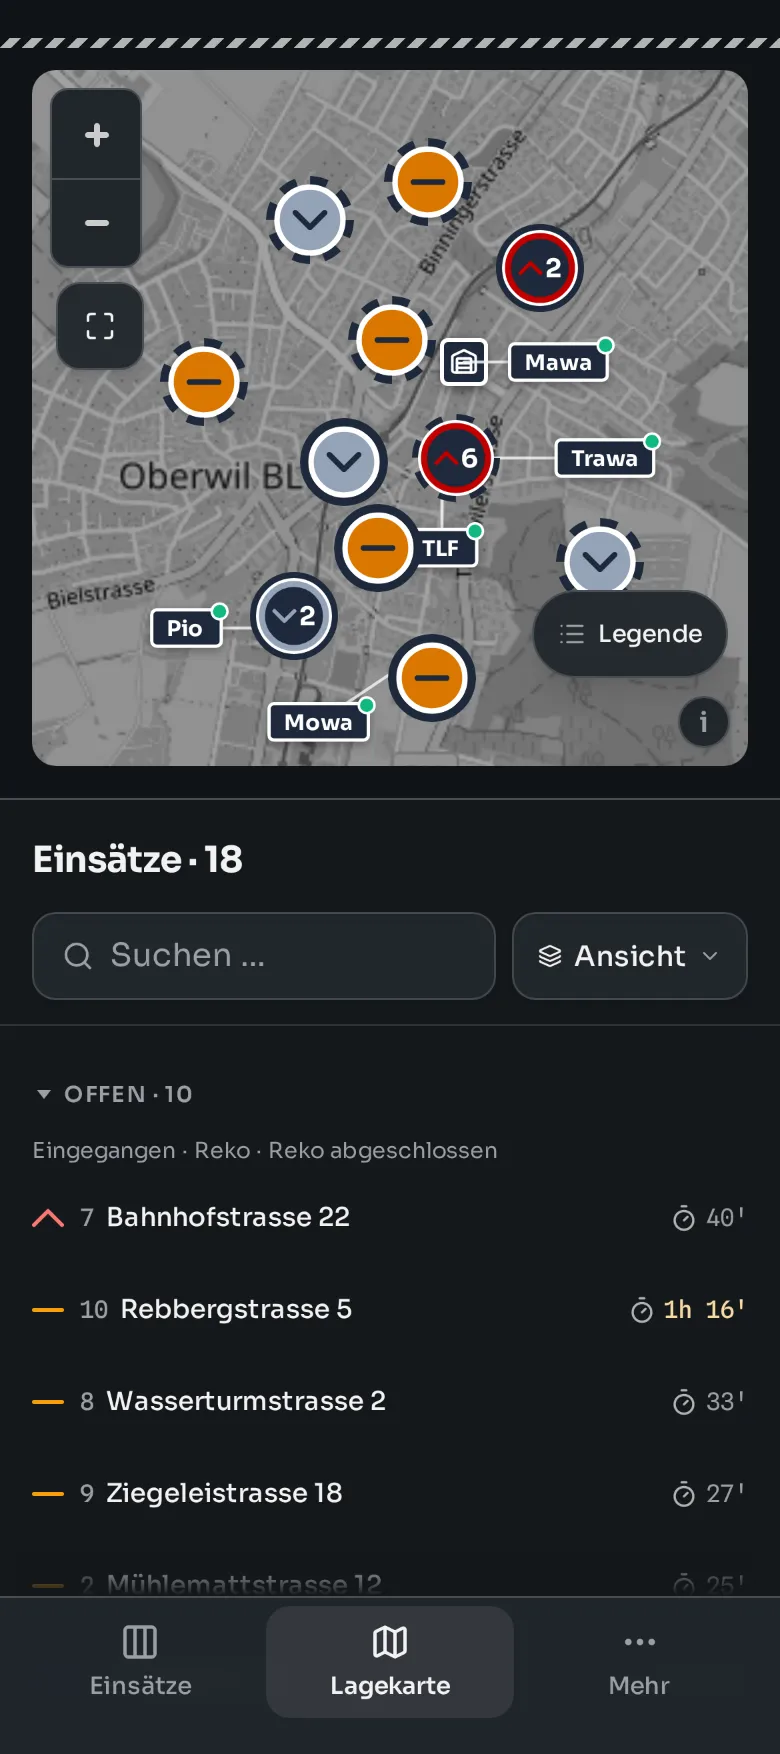 Binningerstrasse
2
Mawa
6
Trawa
Oberwil BL
TLF
Bielstrasse
2
Pio
Legende
Mowa
i
Einsätze · 18
Suchen ...
Ansicht
OFFEN · 10
Eingegangen · Reko · Reko abgeschlossen
7 Bahnhofstrasse 22 40'
10 Rebbergstrasse 5 1h 16'
8 Wasserturmstrasse 2 33'
9 Ziegeleistrasse 18 27'
2 Mühlemattstrasse 12 25'
Einsätze
Lagekarte
Mehr